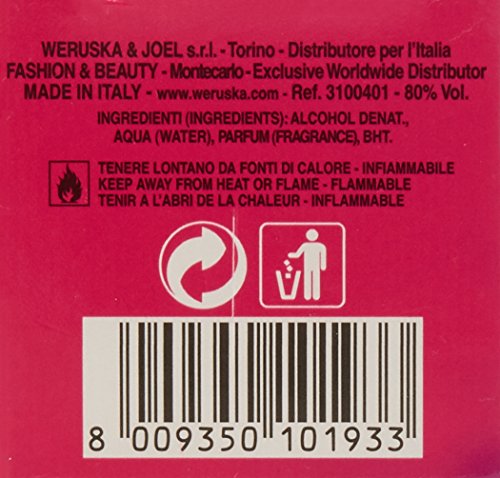 WERUSKA & JOEL s.r.l. - Torino - Distributore per l'Italia
FASHION & BEAUTY - Montecarlo - Exclusive Worldwide Distributor
MADE IN ITALY - www.weruska.com - Ref. 3100401 - 80% Vol.
INGREDIENTI (INGREDIENTS): ALCOHOL DENAT.,
AQUA (WATER), PARFUM (FRAGRANCE), BHT.
TENERE LONTANO DA FONTI DI CALORE - INFIAMMABILE
KEEP AWAY FROM HEAT OR FLAME - FLAMMABLE
TENIR A L'ABRI DE LA CHALEUR - INFLAMMABLE
8 009350 101933